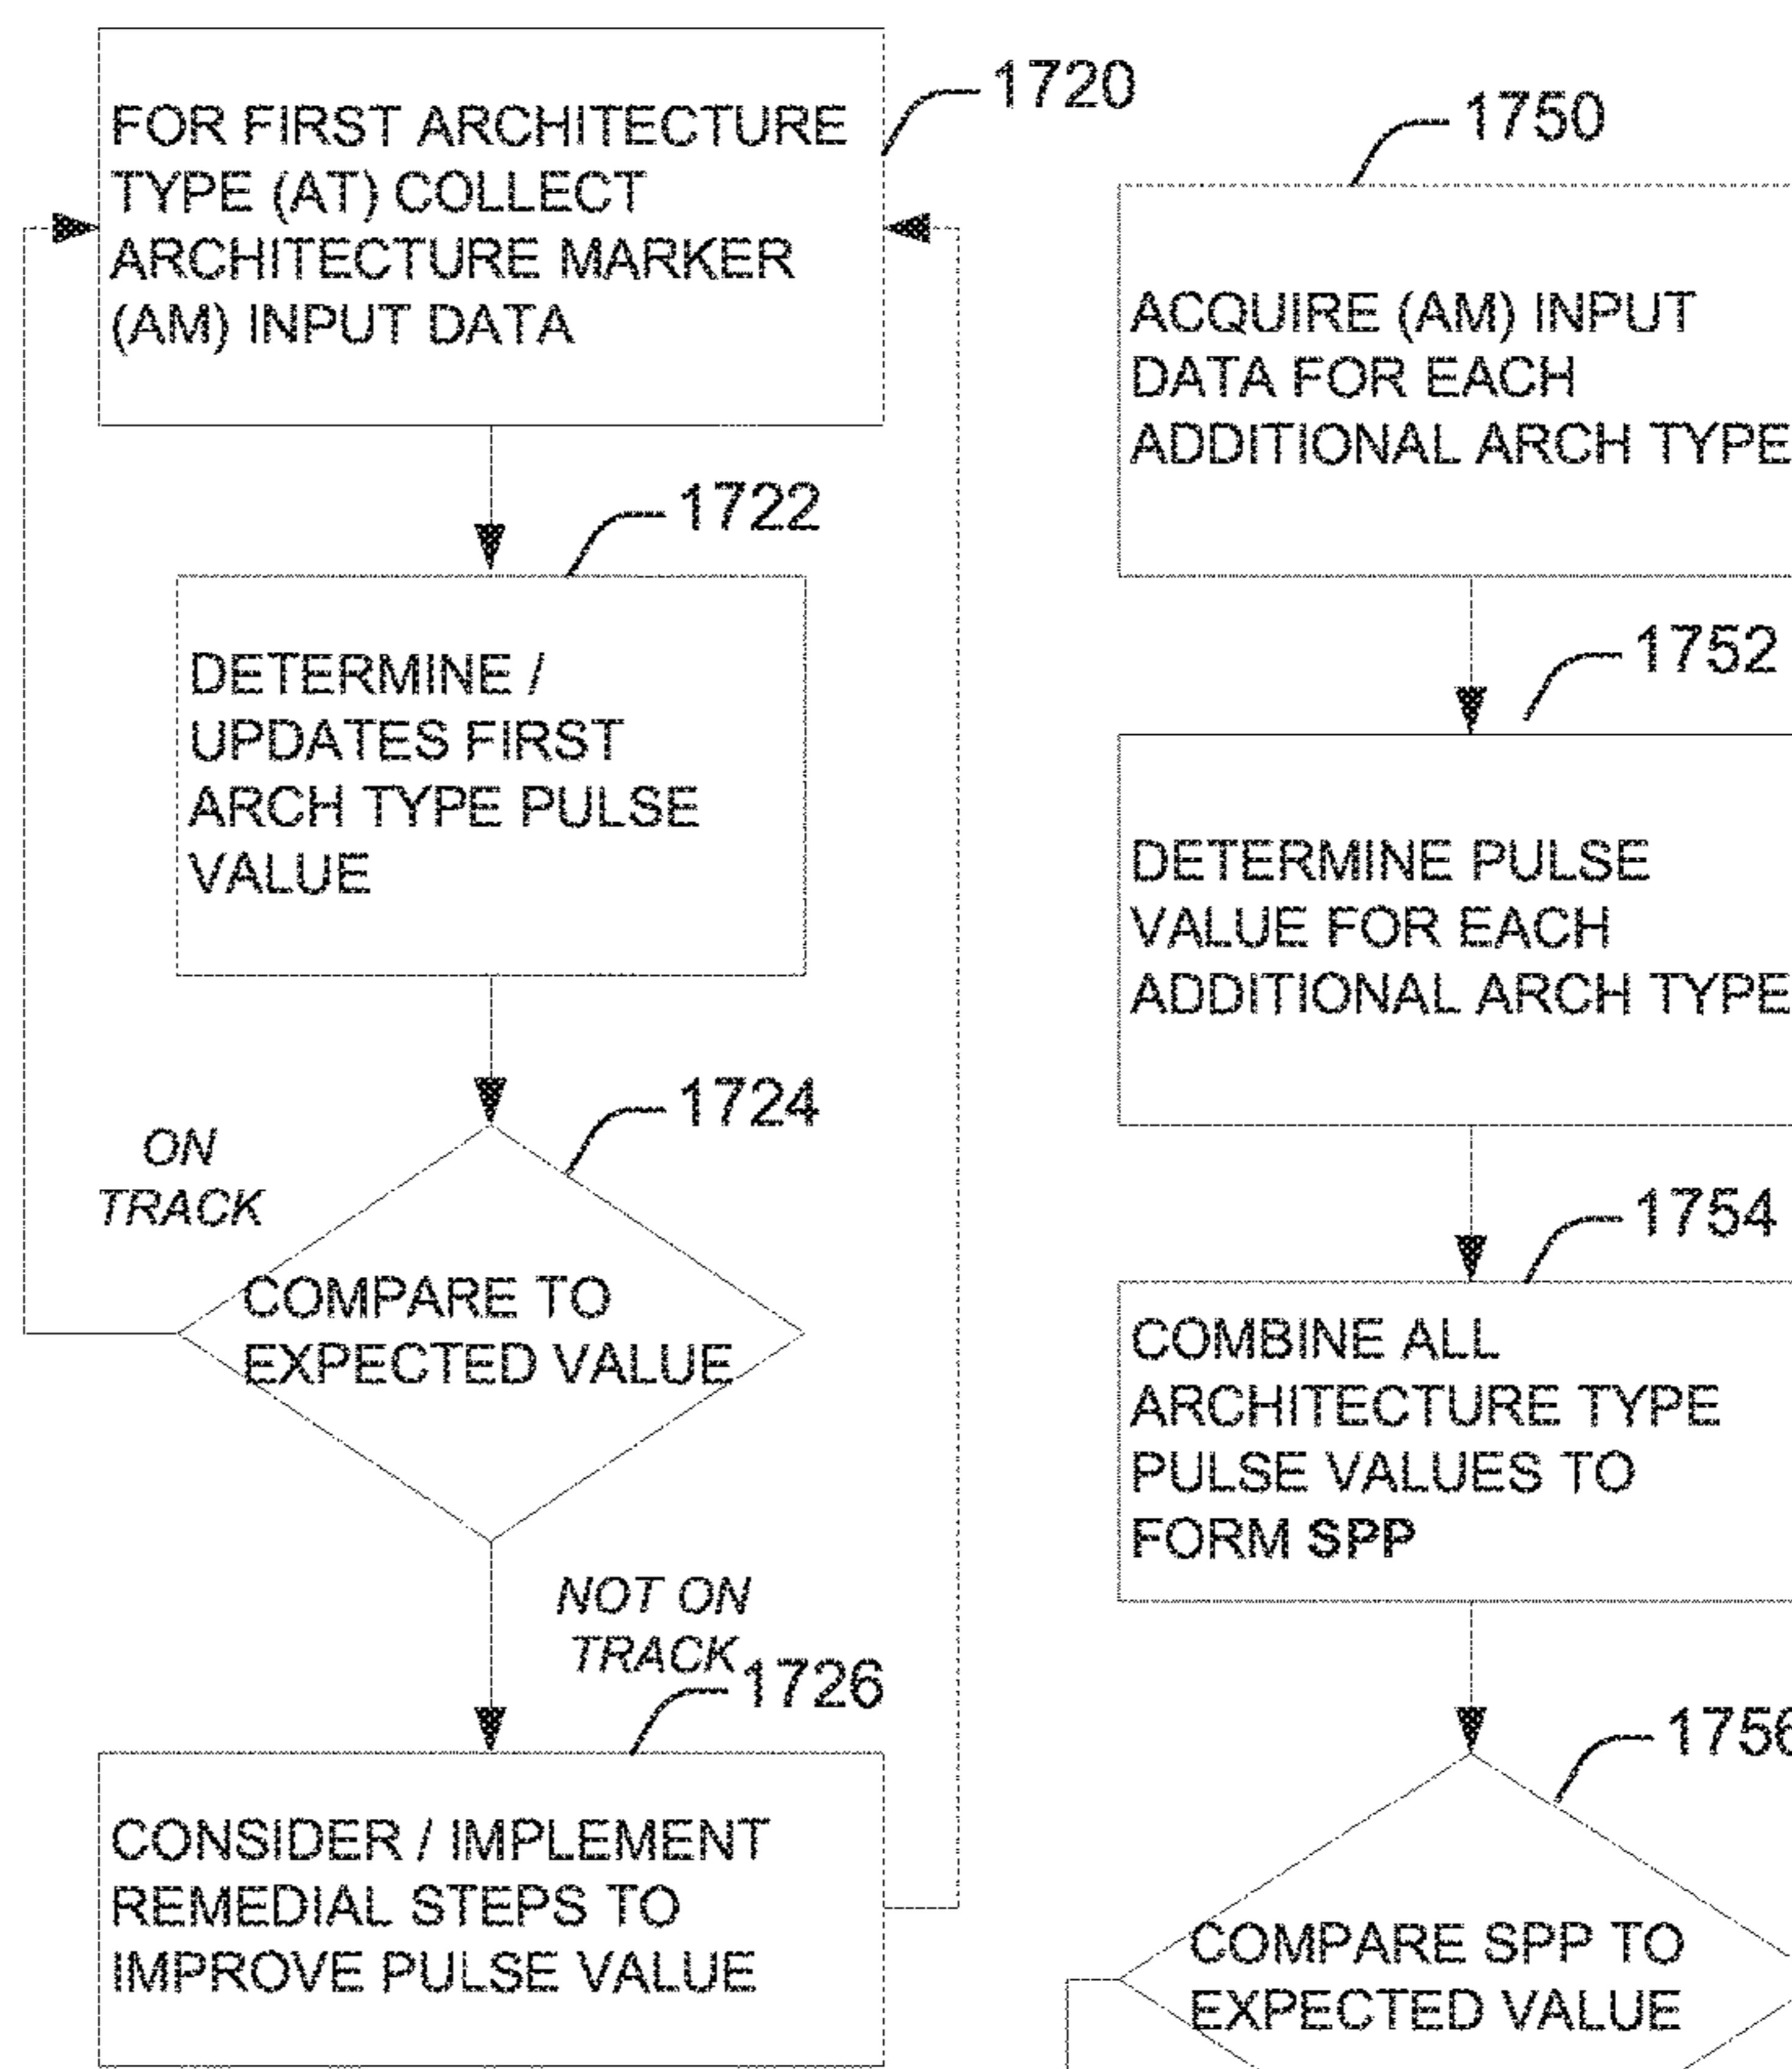 1720
FOR FIRST ARCHITECTURE
TYPE (AT) COLLECT
ARCHITECTURE MARKER
(AM) INPUT DATA
1722
DETERMINE /
UPDATES FIRST
ARCH TYPE PULSE
VALUE
1724
ON
TRACK
COMPARE TO
EXPECTED VALUE
NOT ON
TRACK
1726
CONSIDER / IMPLEMENT
REMEDIAL STEPS TO
IMPROVE PULSE VALUE
1750
ACQUIRE (AM) INPUT
DATA FOR EACH
ADDITIONAL ARCH TYPE
1752
DETERMINE PULSE
VALUE FOR EACH
ADDITIONAL ARCH TYPE
1754
COMBINE ALL
ARCHITECTURE TYPE
PULSE VALUES TO
FORM SPP
1756
COMPARE SPP TO
EXPECTED VALUE